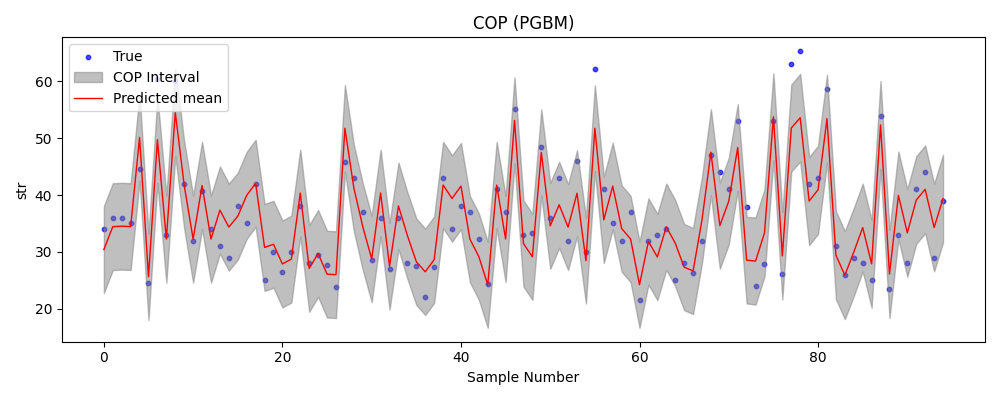 COP (PGBM)
True
COP Interval
Predicted mean
str
60
50
40
30
20
0 20 40 60 80
Sample Number